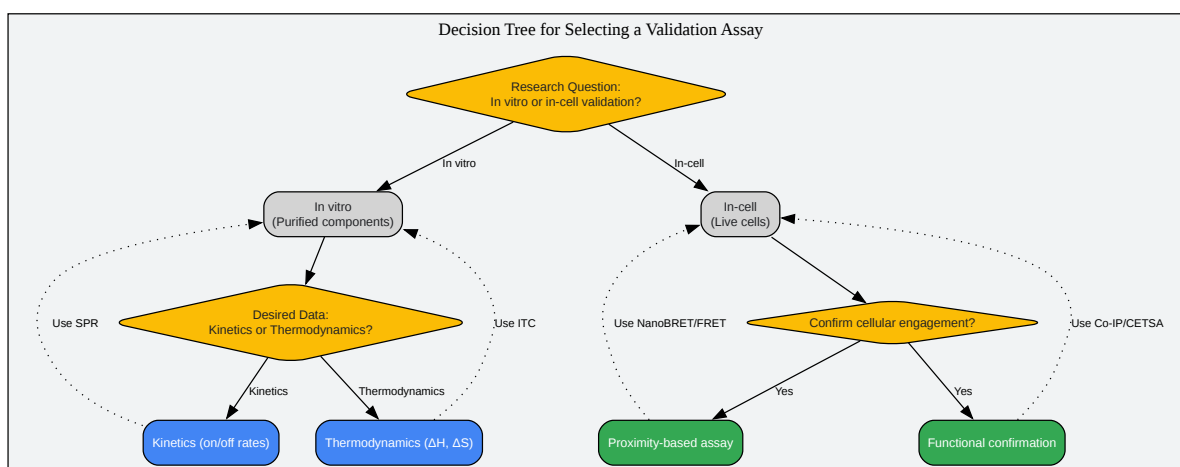 Decision Tree for Selecting a Validation Assay
Research Question:
In vitro or in-cell validation?
In vitro
In-cell
In vitro
(Purified components)
In-cell
(Live cells)
Use SPR
Desired Data:
Kinetics or Thermodynamics?
Use ITC
Use NanoBRET/FRET
Confirm cellular engagement?
Use Co-IP/CETSA
Kinetics
Thermodynamics
Yes
Yes
Kinetics (on/off rates)
Thermodynamics (ΔH, ΔS)
Proximity-based assay
Functional confirmation